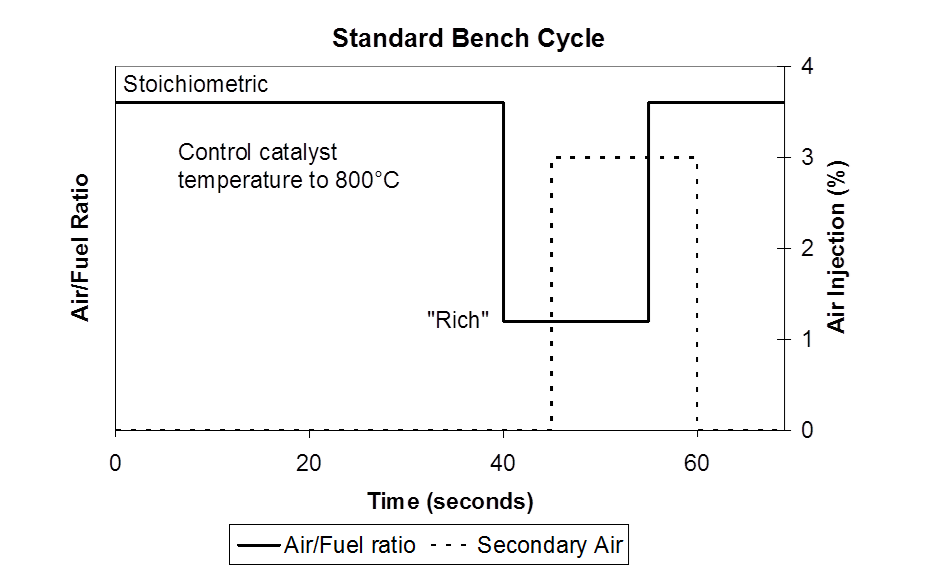 Standard Bench Cycle
Stoichiometric
Control catalyst
temperature to 800°C
"Rich"
Air/Fuel Ratio
4
3
2
1
0
Air Injection (%)
0
20
40
60
Time (seconds)
Air/Fuel ratio
Secondary Air